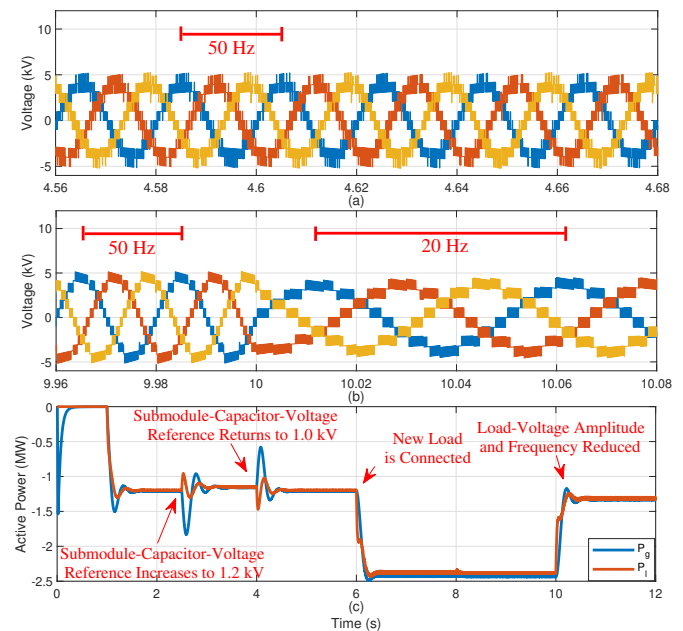 10
50 Hz
5
0
-5
Voltage (kV)
4.56 4.58 4.6 4.62 4.64 4.66 4.68
(a)
10
50 Hz 20 Hz
5
0
-5
Voltage (kV)
9.96 9.98 10 10.02 10.04 10.06 10.08
(b)
0
-0.5
-1
-1.5
-2
-2.5
Active Power (MW)
Submodule-Capacitor-Voltage
Reference Returns to 1.0 kV
New Load
is Connected
Load-Voltage Amplitude
and Frequency Reduced
Submodule-Capacitor-Voltage
Reference Increases to 1.2 kV
P_g
P_l
0 2 4 6 8 10 12
(c)
Time (s)